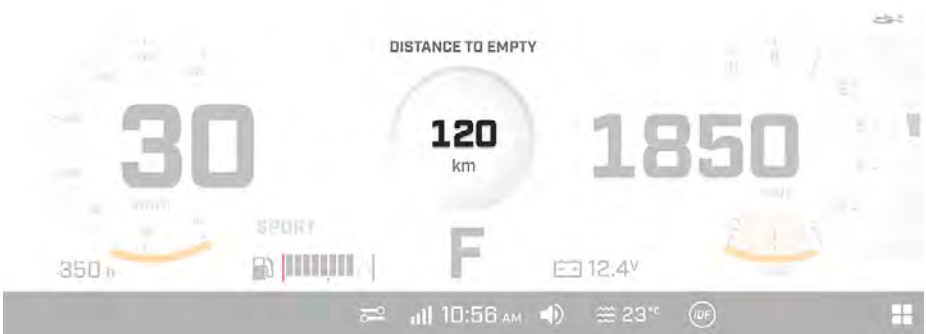 DISTANCE TO EMPTY
30
120
km
1850
SPORT
F
350 h
12.4V
10:56 AM
23°C
iDF